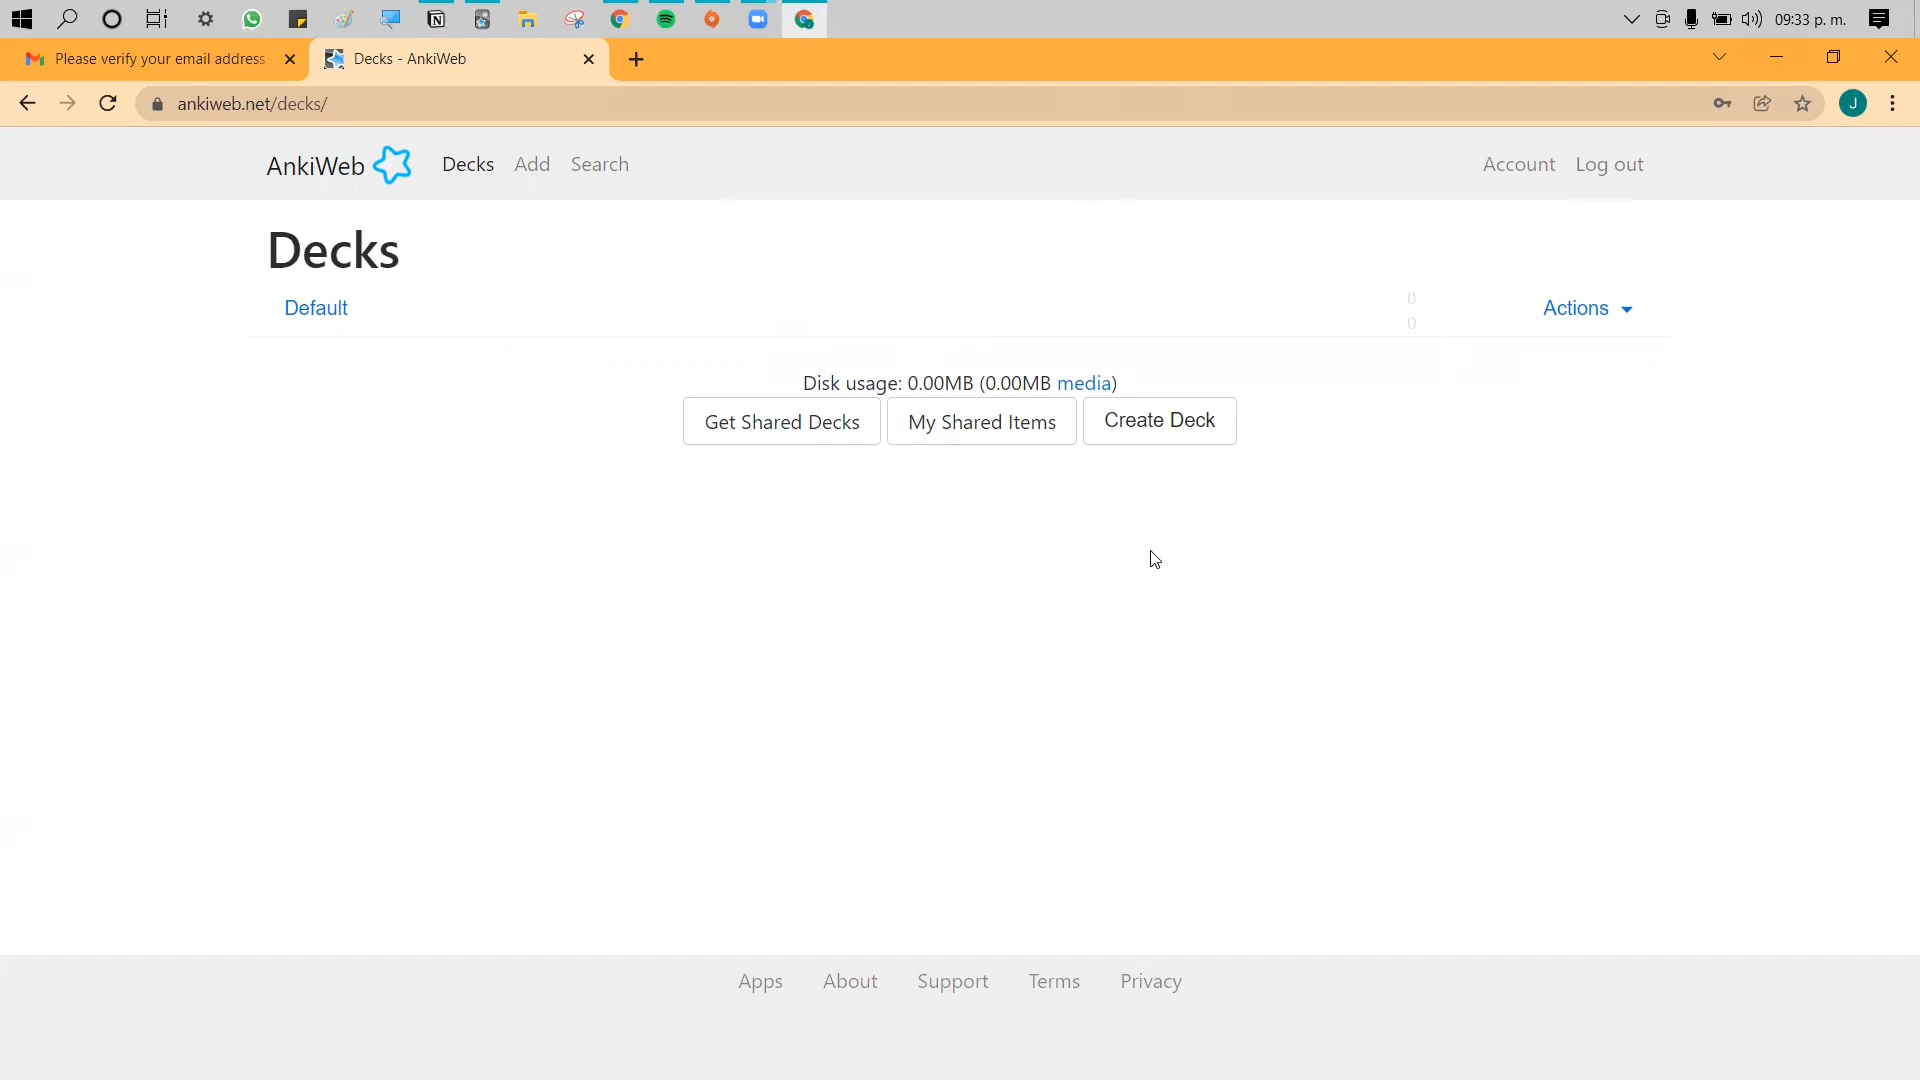 09:33 p. m.
Please verify your email address
Decks - AnkiWeb
ankiweb.net/decks/
J
AnkiWeb Decks Add Search Account Log out
Decks
Default 0 0 Actions
Disk usage: 0.00MB (0.00MB media)
Get Shared Decks My Shared Items Create Deck
Apps About Support Terms Privacy